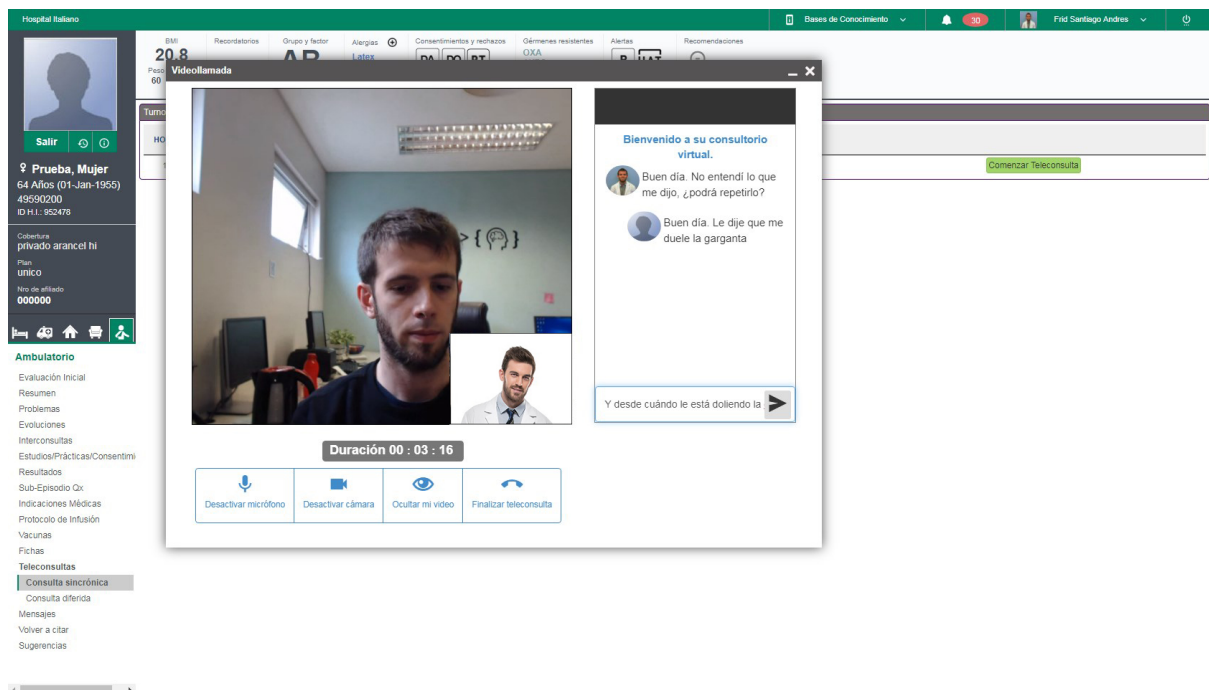 Hospital Italiano
Bases de Conocimiento
30
Frid Santiago Andres
BMI
20.8
60
Recordatorios
Grupo y factor
Alergias
Latex
Consentimientos y rechazos
Gérmenes resistentes
OXA
Alertas
Recomendaciones
Videollamada
Salir
Prueba, Mujer
64 Años (01-Jan-1955)
49590200
ID H.I.: 952478
Cobertura
privado arancel hi
Plan
unico
Nro de afiliado
000000
Ambulatorio
Evaluación Inicial
Resumen
Problemas
Evoluciones
Interconsultas
Estudios/Prácticas/Consentimi
Resultados
Sub-Episodio Qx
Indicaciones Médicas
Protocolo de Infusión
Vacunas
Fichas
Teleconsultas
Consulta sincrónica
Consulta diferida
Mensajes
Volver a citar
Sugerencias
Bienvenido a su consultorio
virtual.
Buen día. No entendí lo que
me dijo, ¿podrá repetirlo?
Buen día. Le dije que me
duele la garganta
Y desde cuándo le está doliendo la
Duración 00 : 03 : 16
Desactivar micrófono
Desactivar cámara
Ocultar mi video
Finalizar teleconsulta
Comenzar Teleconsulta